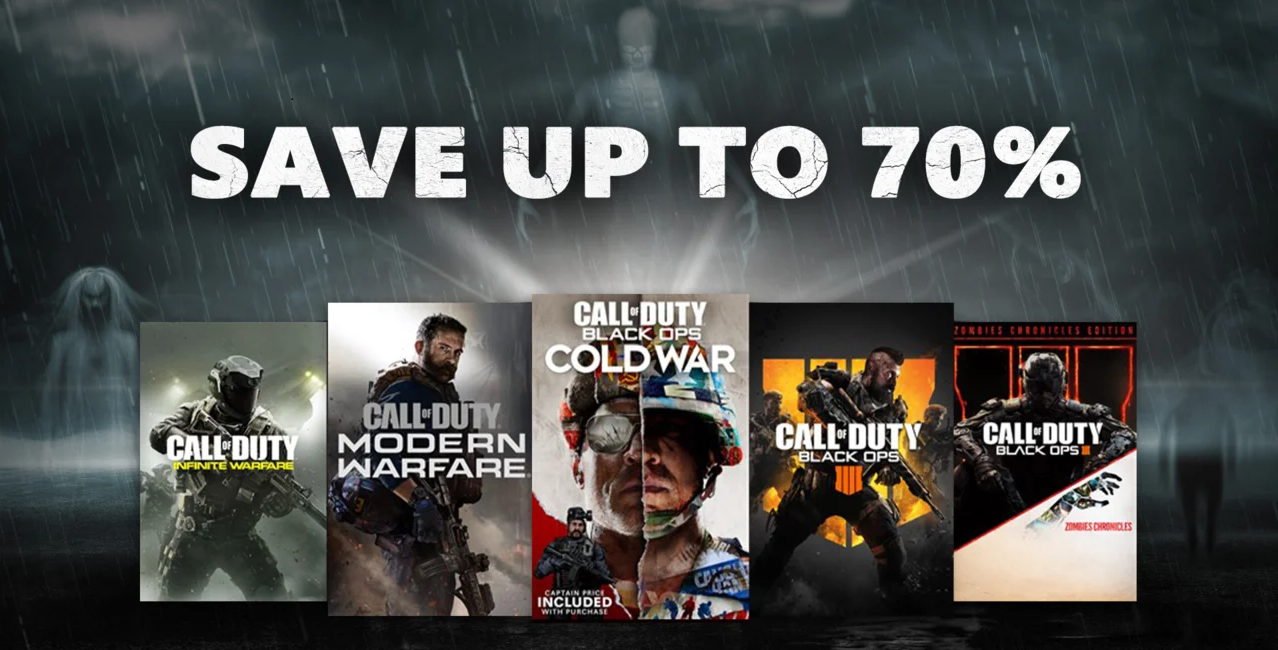 SAVE UP TO 70%
CALL OF DUTY
INFINITE WARFARE
CALL OF DUTY
MODERN
WARFARE
CALL OF DUTY
BLACK OPS
COLD WAR
CAPTAIN PRICE
INCLUDED
WITH PURCHASE
CALL OF DUTY
BLACK OPS
IIII
ZOMBIES CHRONICLES EDITION
CALL OF DUTY
BLACK OPS III
ZOMBIES CHRONICLES